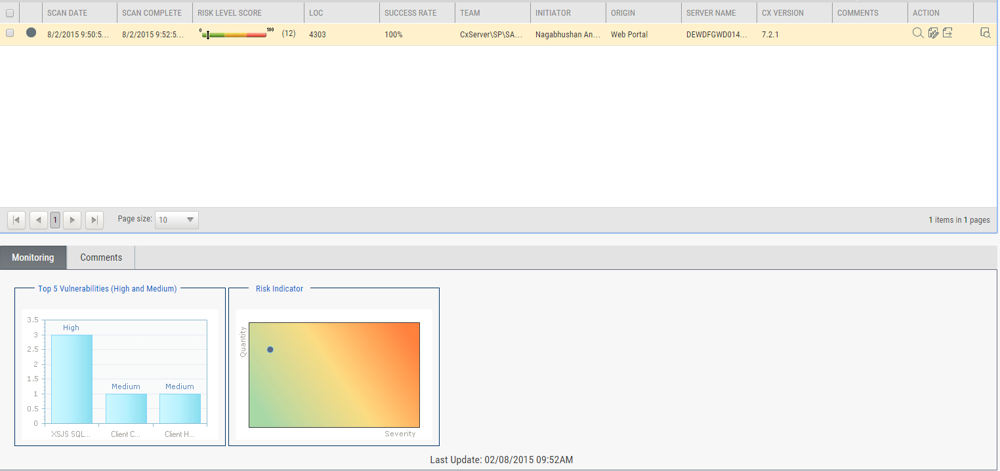 SCAN DATE SCAN COMPLETE RISK LEVEL SCORE LOC SUCCESS RATE TEAM INITIATOR ORIGIN SERVER NAME CX VERSION COMMENTS ACTION
8/2/2015 9:50:5... 8/2/2015 9:52:5... 0 100 (12) 4303 100% CxServer\SP\SA... Nagabhushan An... Web Portal DEWDFGWD014... 7.2.1
1 Page size: 10 1 items in 1 pages
Monitoring Comments
Top 5 Vulnerabilities (High and Medium) Risk Indicator
3.5
High
3
2.5
2
1.5
Medium Medium
1
0.5
0
XSJS SQL... Client C... Client H...
Quantity
Severity
Last Update: 02/08/2015 09:52AM